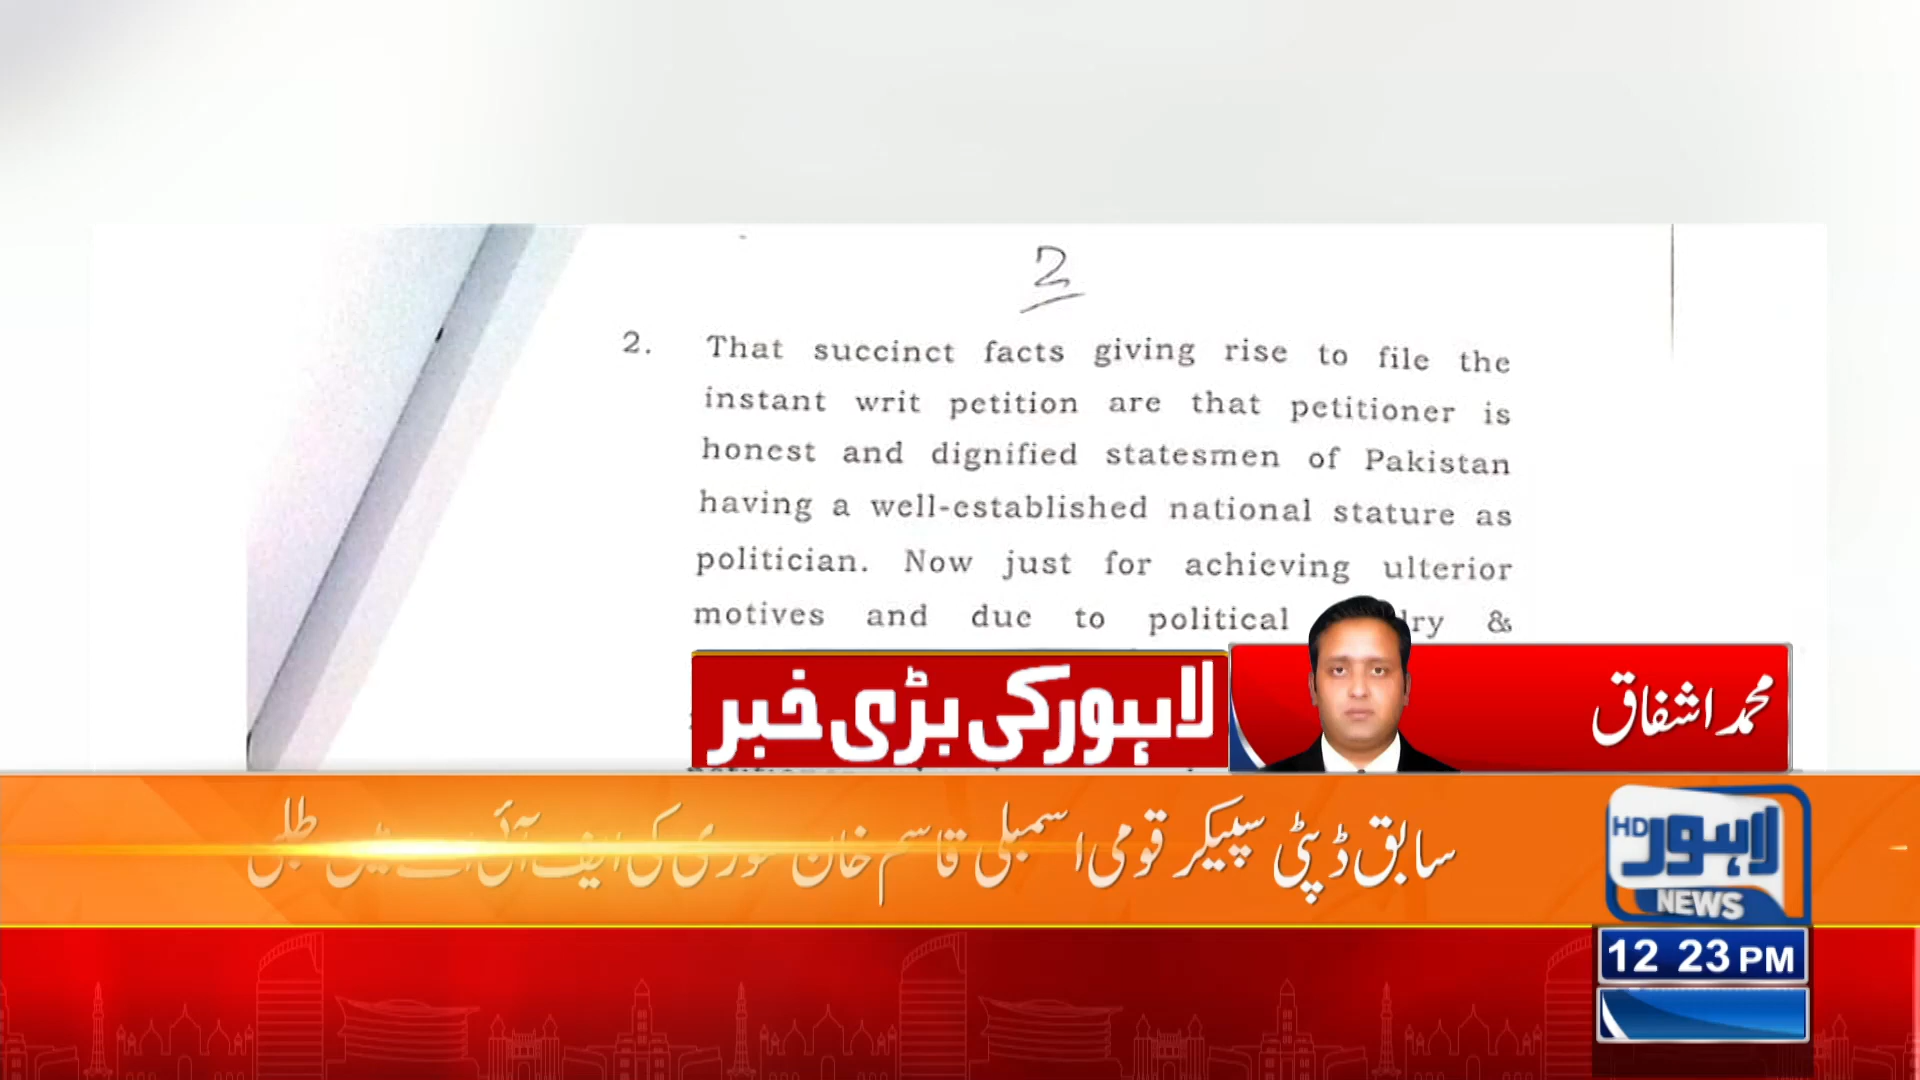 2
2. That succinct facts giving rise to file the
instant writ petition are that petitioner is
honest and dignified statesmen of Pakistan
having a well-established national stature as
politician. Now just for achieving ulterior
motives and due to political &
لاہور کی بڑی خبر
محمد اشفاق
سابق ڈپٹی سپیکر قومی اسمبلی قاسم خان سوری کی ایف آئی اے میں طلبی
HD لاہور
NEWS
12 23 PM